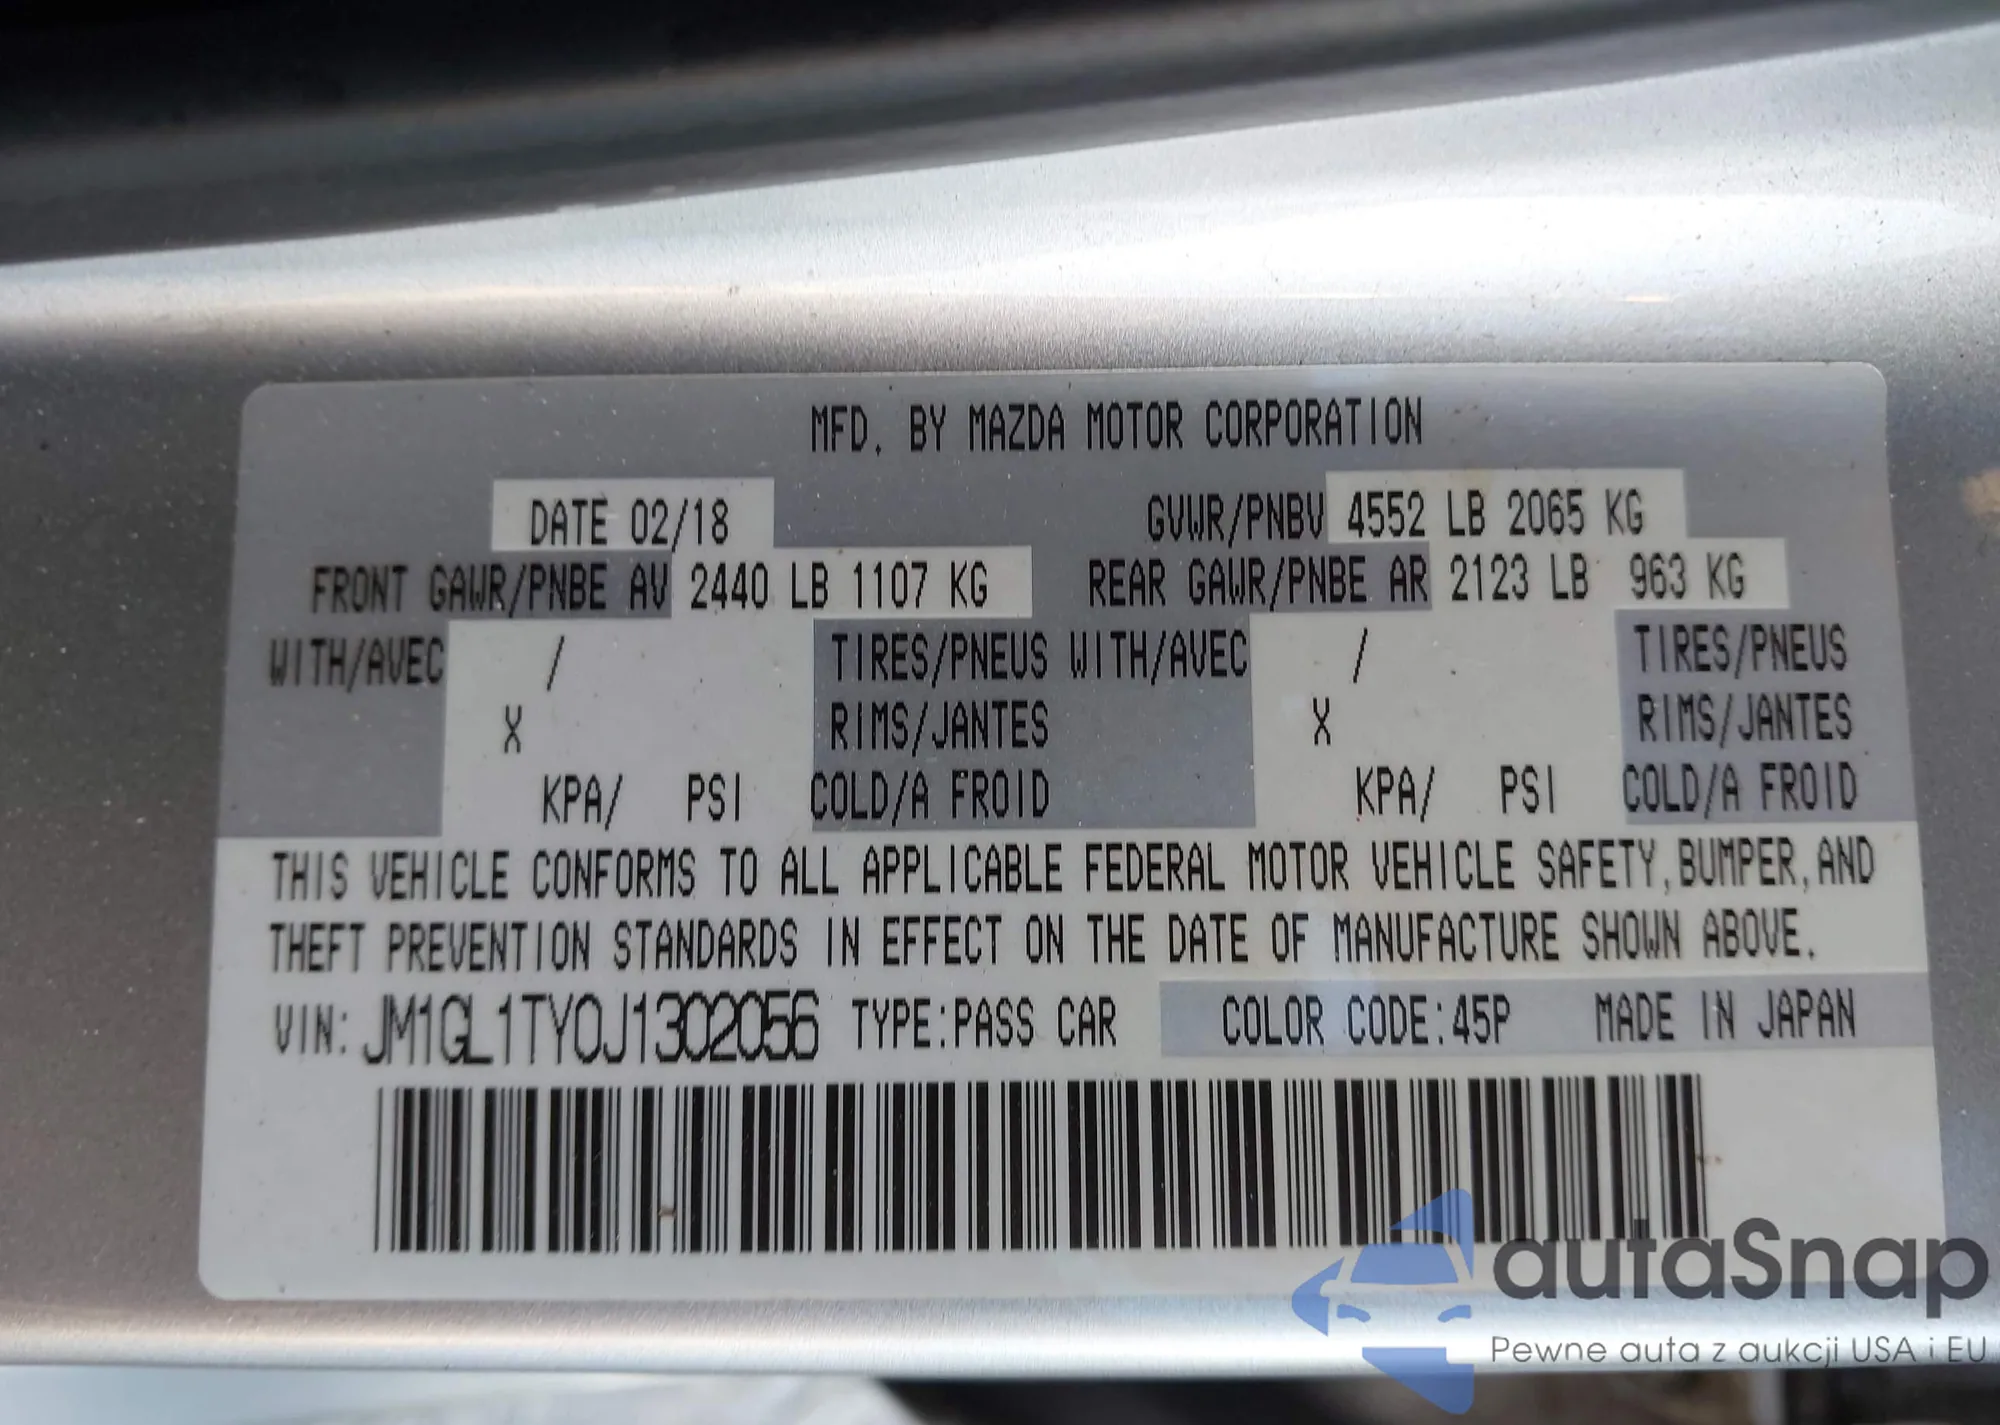 MFD. BY MAZDA MOTOR CORPORATION
DATE 02/18 GVWR/PNBV 4552 LB 2065 KG
FRONT GAWR/PNBE AV 2440 LB 1107 KG REAR GAWR/PNBE AR 2123 LB 963 KG
WITH/AVEC / TIRES/PNEUS WITH/AVEC / TIRES/PNEUS
X RIMS/JANTES X RIMS/JANTES
KPA/ PSI COLD/A FROID KPA/ PSI COLD/A FROID
THIS VEHICLE CONFORMS TO ALL APPLICABLE FEDERAL MOTOR VEHICLE SAFETY, BUMPER, AND
THEFT PREVENTION STANDARDS IN EFFECT ON THE DATE OF MANUFACTURE SHOWN ABOVE.
VIN: JM1GL1TY0J1302056 TYPE:PASS CAR COLOR CODE:45P MADE IN JAPAN
autaSnap
Pewne auta z aukcji USA i EU